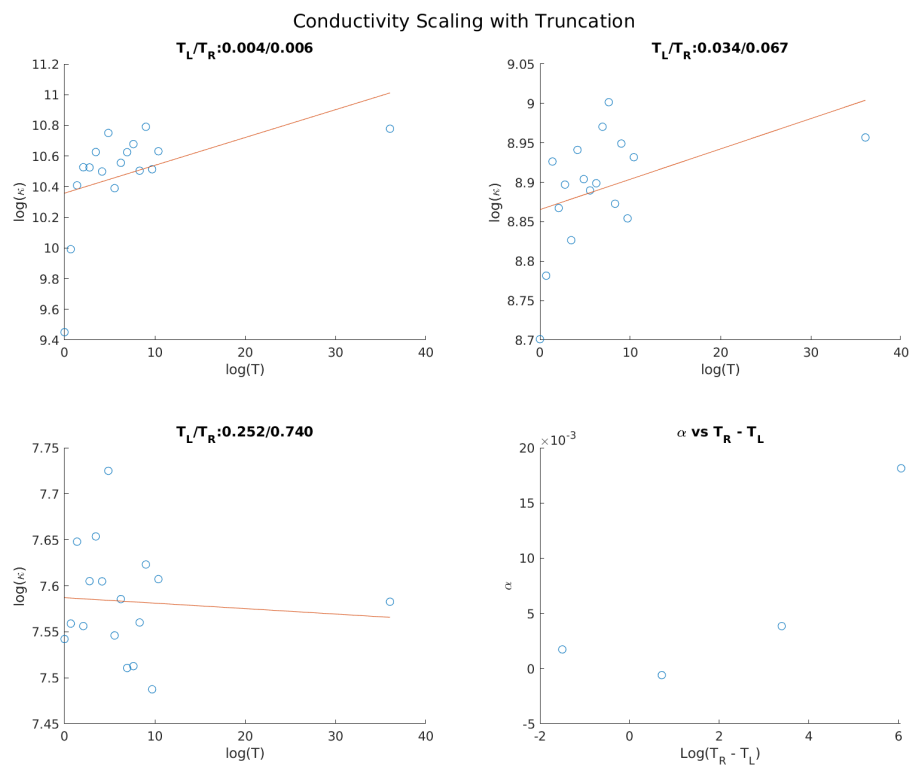 Conductivity Scaling with Truncation
T_L/T_R:0.004/0.006
11.2
11
10.8
10.6
10.4
10.2
10
9.8
9.6
9.4
log(κ)
0 10 20 30 40
log(T)
T_L/T_R:0.034/0.067
9.05
9
8.95
8.9
8.85
8.8
8.75
8.7
log(κ)
0 10 20 30 40
log(T)
T_L/T_R:0.252/0.740
7.75
7.7
7.65
7.6
7.55
7.5
7.45
log(κ)
0 10 20 30 40
log(T)
α vs T_R - T_L
×10^-3
20
15
10
5
0
-5
α
-2 0 2 4 6
Log(T_R - T_L)